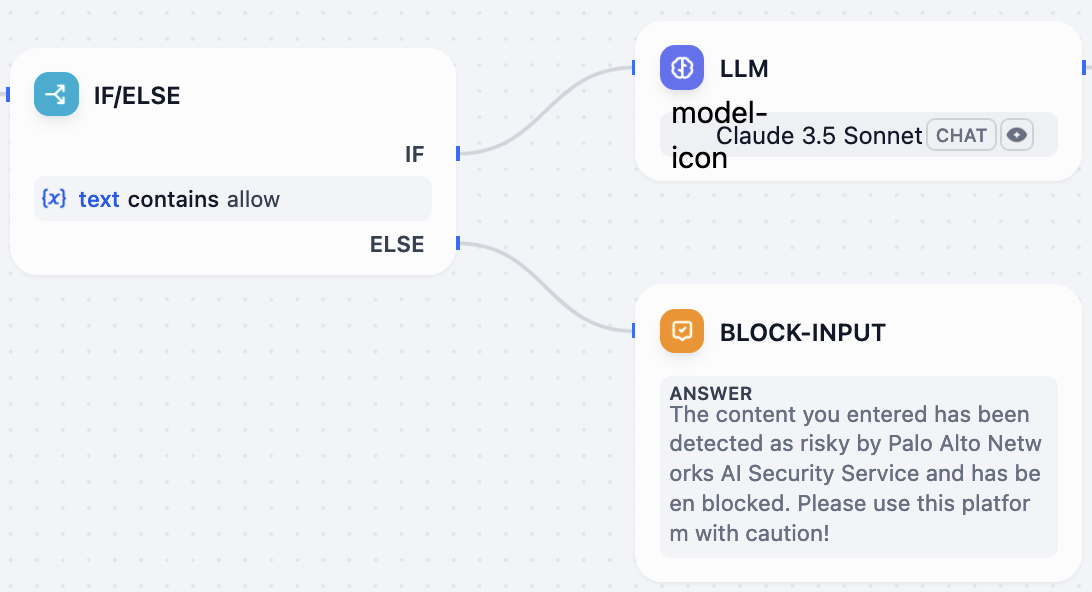 IF/ELSE
IF
{x} text contains allow
ELSE
LLM
model-
icon
Claude 3.5 Sonnet CHAT
BLOCK-INPUT
ANSWER
The content you entered has been
detected as risky by Palo Alto Netw
orks AI Security Service and has be
en blocked. Please use this platfor
m with caution!